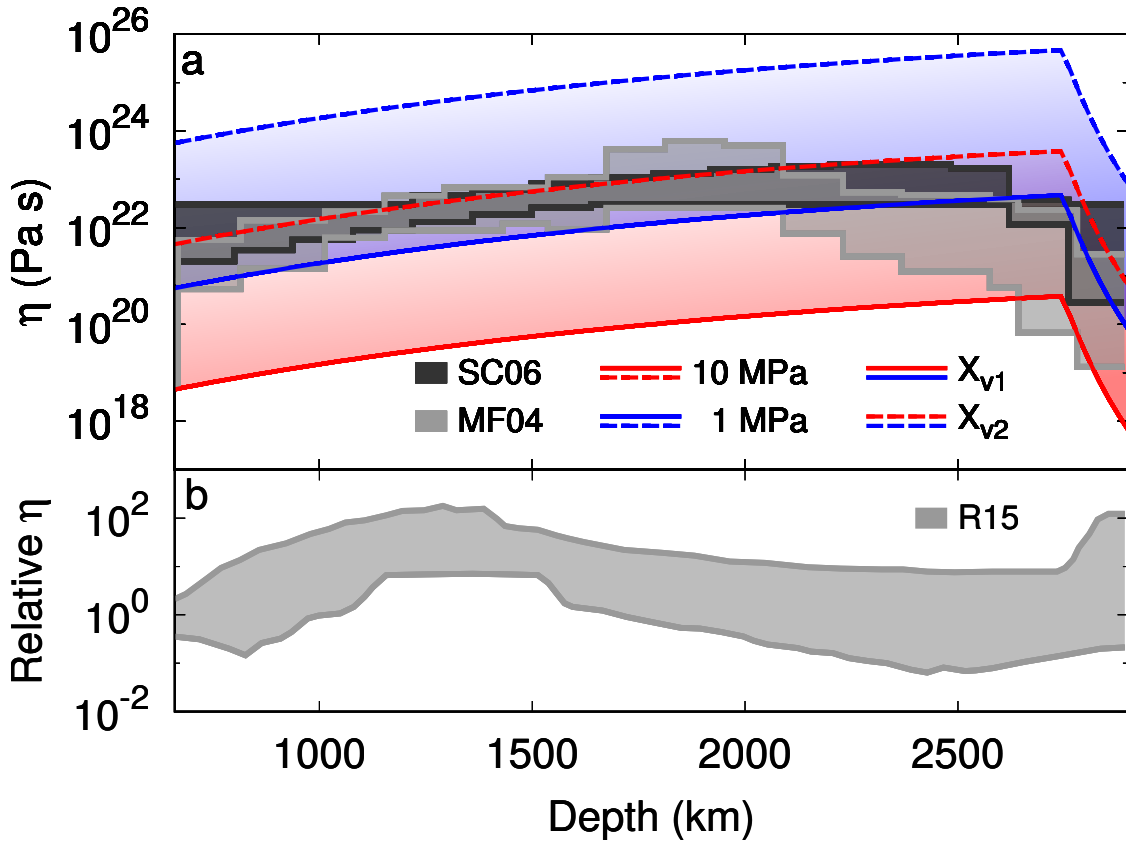 a
10^26
10^24
10^22
10^20
10^18
η (Pa s)
SC06 10 MPa X_v1
MF04 1 MPa X_v2
b
R15
10^2
10^0
10^-2
Relative η
1000 1500 2000 2500
Depth (km)